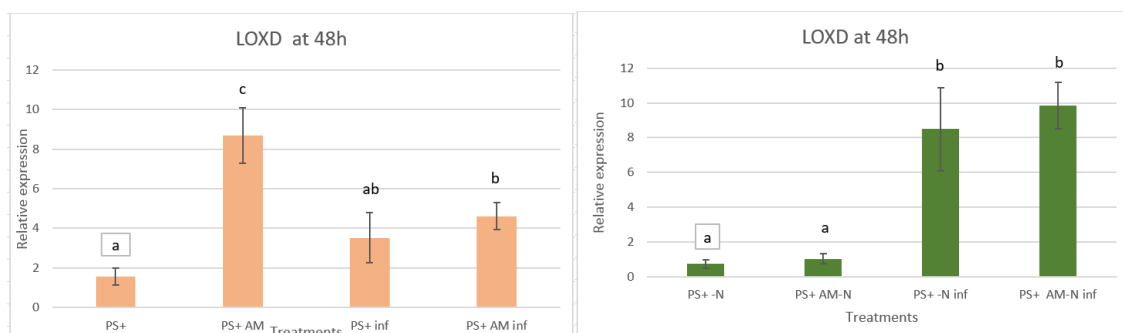 LOXD at 48h
12
10
8
6
4
2
0
Relative expression
a
c
ab
b
PS+
PS+ AM
PS+ inf
PS+ AM inf
Treatments
LOXD at 48h
12
10
8
6
4
2
0
Relative expression
a
a
b
b
PS+ -N
PS+ AM-N
PS+ -N inf
PS+ AM-N inf
Treatments